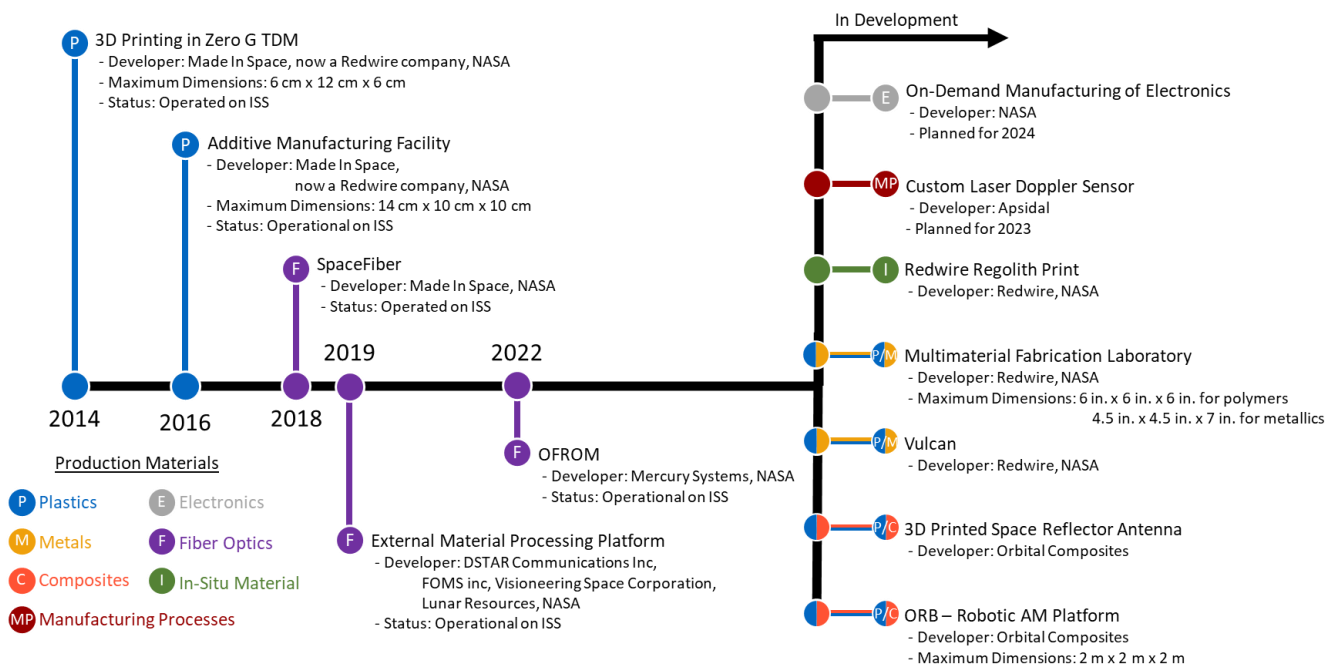 In Development
P
3D Printing in Zero G TDM
- Developer: Made In Space, now a Redwire company, NASA
- Maximum Dimensions: 6 cm x 12 cm x 6 cm
- Status: Operated on ISS
P
Additive Manufacturing Facility
- Developer: Made In Space,
now a Redwire company, NASA
- Maximum Dimensions: 14 cm x 10 cm x 10 cm
- Status: Operational on ISS
F
SpaceFiber
- Developer: Made In Space, NASA
- Status: Operated on ISS
2014
2016
2018
2019
2022
F
OFROM
- Developer: Mercury Systems, NASA
- Status: Operational on ISS
F
External Material Processing Platform
- Developer: DSTAR Communications Inc,
FOMS inc, Visioneering Space Corporation,
Lunar Resources, NASA
- Status: Operational on ISS
Production Materials
P Plastics
M Metals
C Composites
MP Manufacturing Processes
E Electronics
F Fiber Optics
I In-Situ Material
E
On-Demand Manufacturing of Electronics
- Developer: NASA
- Planned for 2024
MP
Custom Laser Doppler Sensor
- Developer: Apsidal
- Planned for 2023
I
Redwire Regolith Print
- Developer: Redwire, NASA
P/M
Multimaterial Fabrication Laboratory
- Developer: Redwire, NASA
- Maximum Dimensions: 6 in. x 6 in. x 6 in. for polymers
4.5 in. x 4.5 in. x 7 in. for metallics
P/M
Vulcan
- Developer: Redwire, NASA
P/C
3D Printed Space Reflector Antenna
- Developer: Orbital Composites
P/C
ORB – Robotic AM Platform
- Developer: Orbital Composites
- Maximum Dimensions: 2 m x 2 m x 2 m